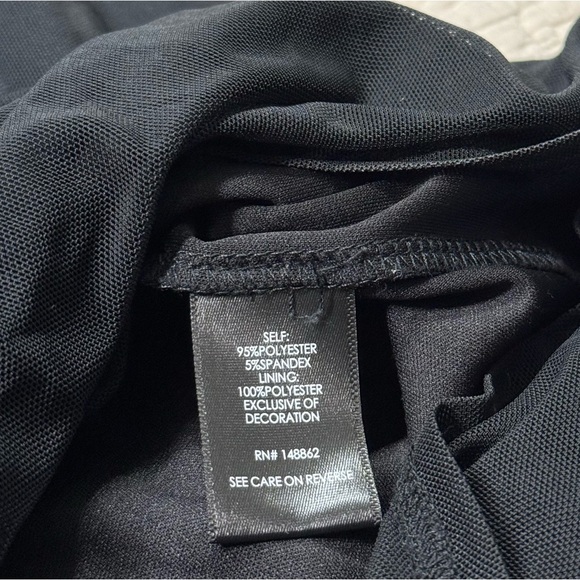 SELF:
95%POLYESTER
5%SPANDEX
LINING:
100%POLYESTER
EXCLUSIVE OF
DECORATION
RN# 148862
SEE CARE ON REVERSE